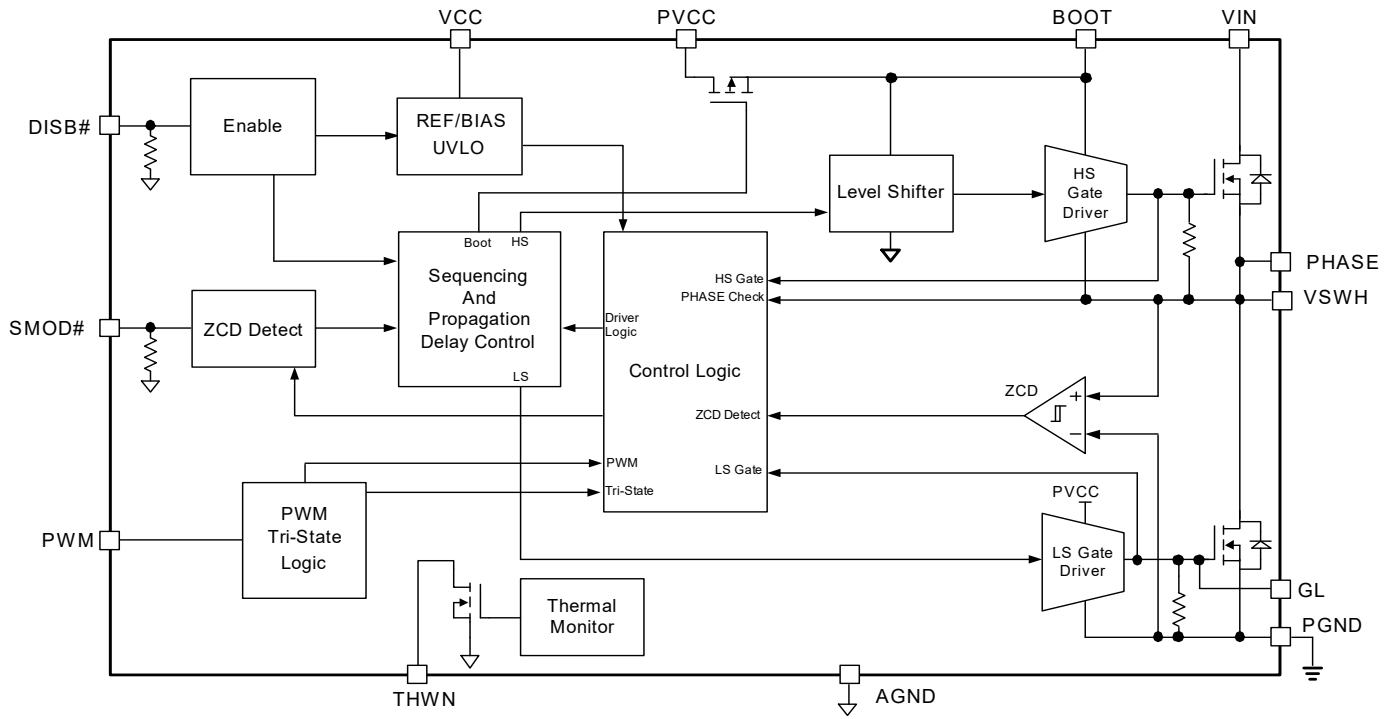 VCC
PVCC
BOOT
VIN
DISB#
Enable
REF/BIAS
UVLO
Level Shifter
HS
Gate
Driver
Boot
HS
Sequencing
And
Propagation
Delay Control
LS
HS Gate
PHASE Check
Driver
Logic
Control Logic
ZCD Detect
LS Gate
PWM
Tri-State
PHASE
VSWH
SMOD#
ZCD Detect
ZCD
+
−
PWM
PWM
Tri-State
Logic
PVCC
LS Gate
Driver
Thermal
Monitor
GL
PGND
THWN
AGND